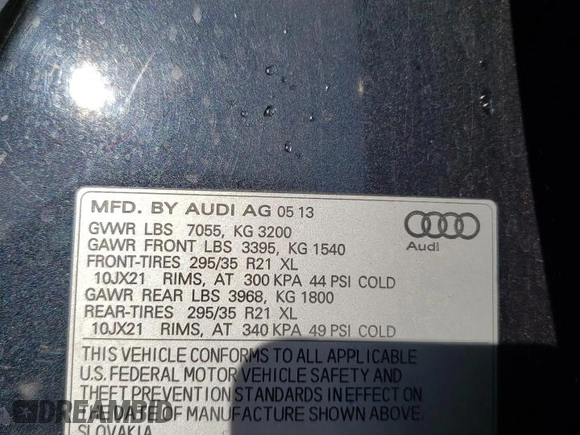 MFD. BY AUDI AG 05 13
GVWR LBS 7055, KG 3200
GAWR FRONT LBS 3395, KG 1540
FRONT-TIRES 295/35 R21 XL
10JX21 RIMS, AT 300 KPA 44 PSI COLD
GAWR REAR LBS 3968, KG 1800
REAR-TIRES 295/35 R21 XL
10JX21 RIMS, AT 340 KPA 49 PSI COLD
Audi
THIS VEHICLE CONFORMS TO ALL APPLICABLE
U.S. FEDERAL MOTOR VEHICLE SAFETY AND
THEFT PREVENTION STANDARDS IN EFFECT ON
THE DATE OF MANUFACTURE SHOWN ABOVE.
SLOVAKIA
DREAMBID